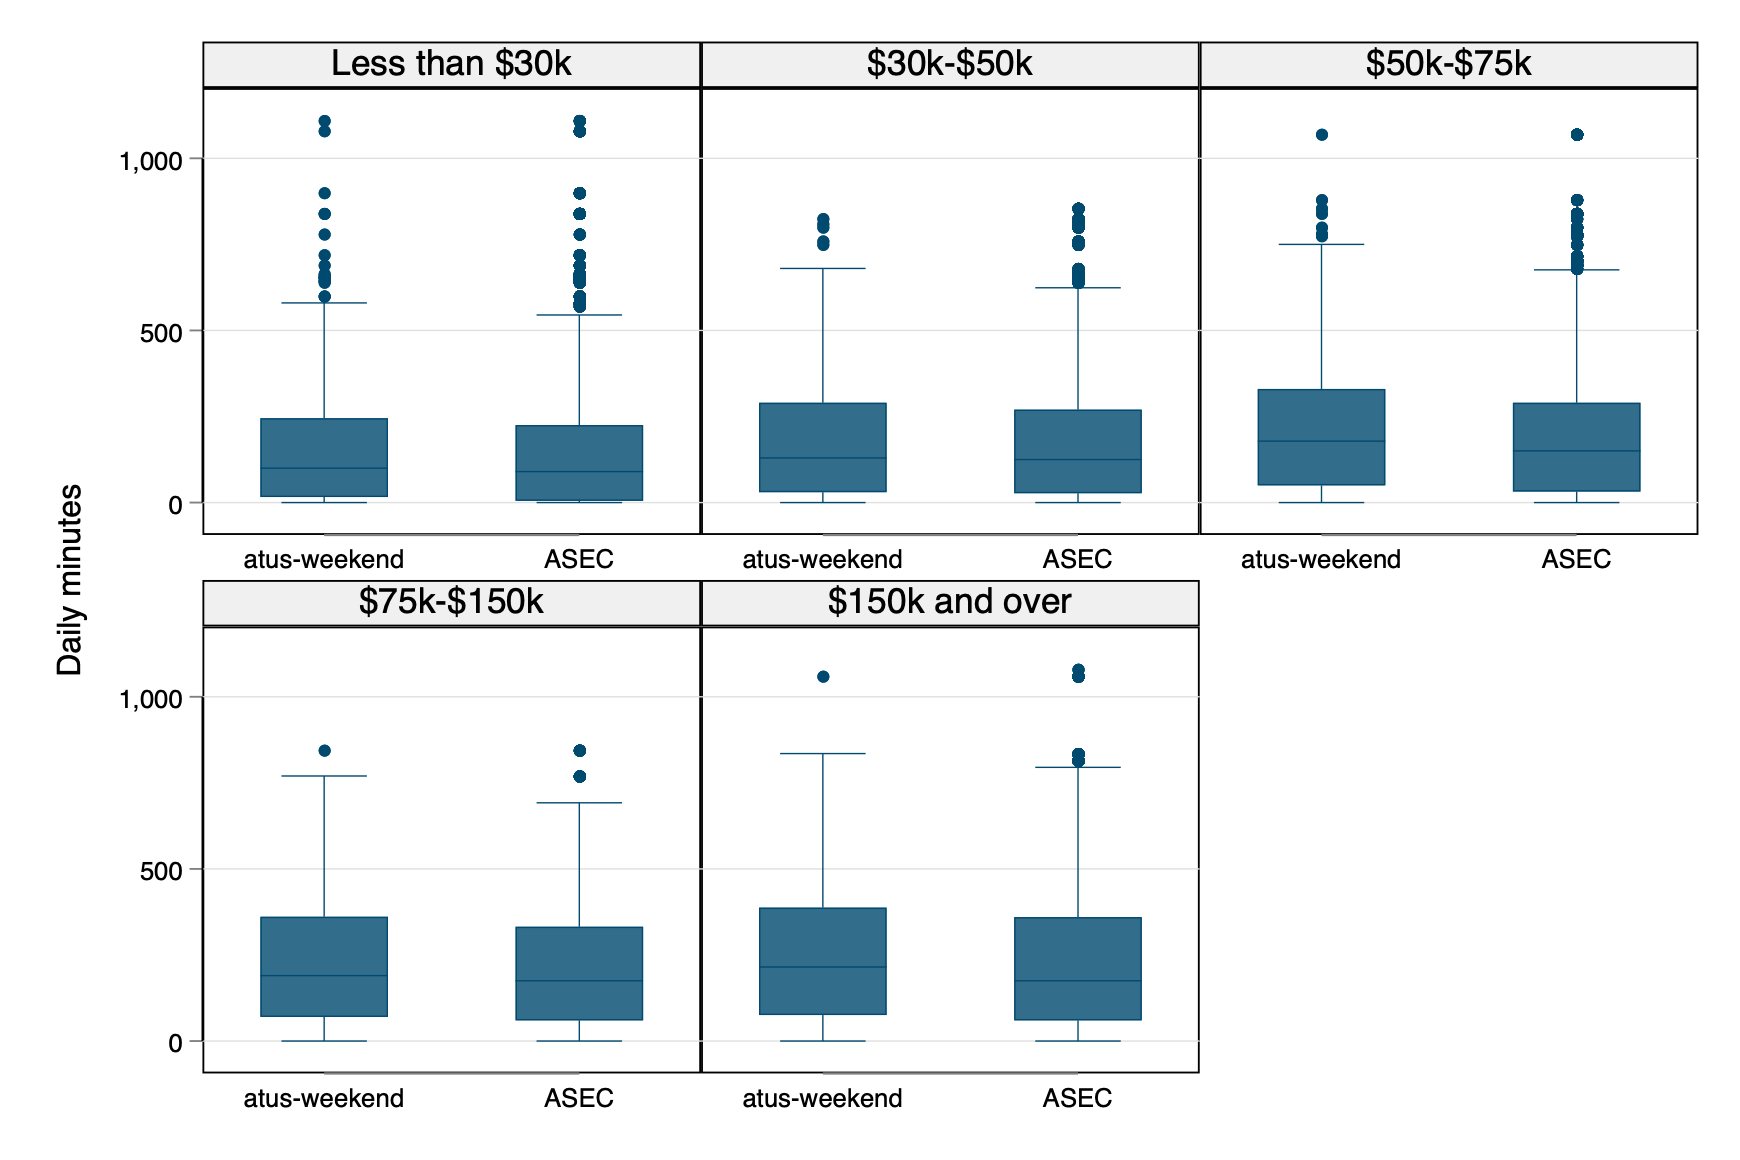 Less than $30k
$30k-$50k
$50k-$75k
1,000
500
0
atus-weekend ASEC
atus-weekend ASEC
atus-weekend ASEC
Daily minutes
$75k-$150k
$150k and over
1,000
500
0
atus-weekend ASEC
atus-weekend ASEC